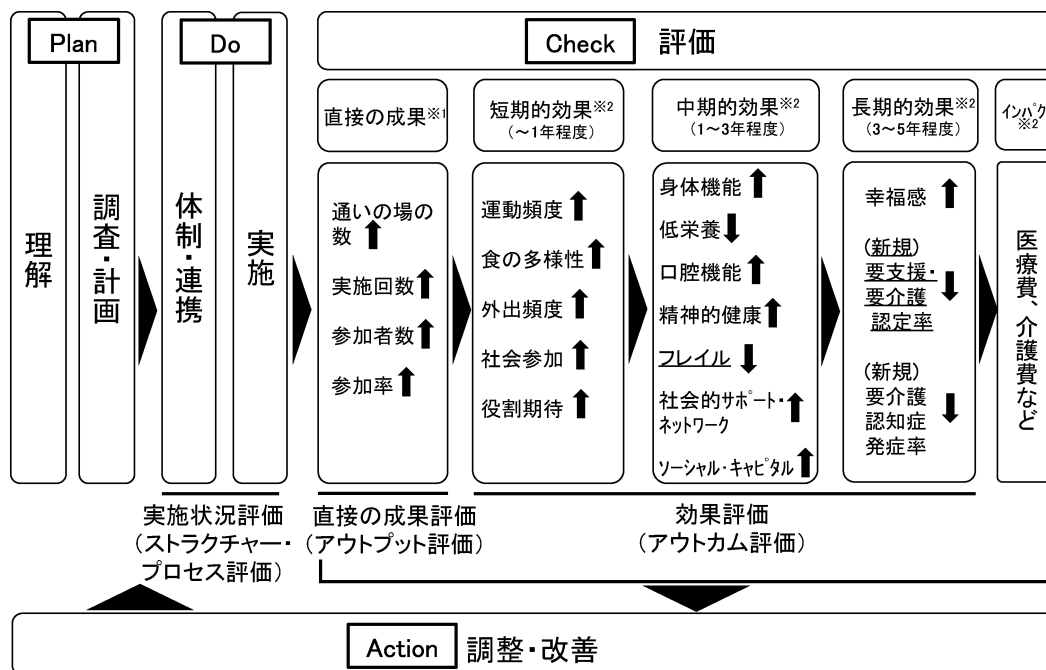 Plan
理解
調査・計画
Do
体制・連携
実施
Check 評価
直接の成果※1
通いの場の
数
実施回数
参加者数
参加率
短期的効果※2
(～1年程度)
運動頻度
食の多様性
外出頻度
社会参加
役割期待
中期的効果※2
(1～3年程度)
身体機能
低栄養
口腔機能
精神的健康
フレイル
社会的ｻﾎﾟｰﾄ・
ﾈｯﾄﾜｰｸ
ｿｰｼｬﾙ・ｷｬﾋﾟﾀﾙ
長期的効果※2
(3～5年程度)
幸福感
(新規)
要支援・
要介護
認定率
(新規)
要介護
認知症
発症率
ｲﾝﾊﾟｸ
※2
医療費、介護費など
実施状況評価
(ストラクチャー・
プロセス評価)
直接の成果評価
(アウトプット評価)
効果評価
(アウトカム評価)
Action 調整・改善